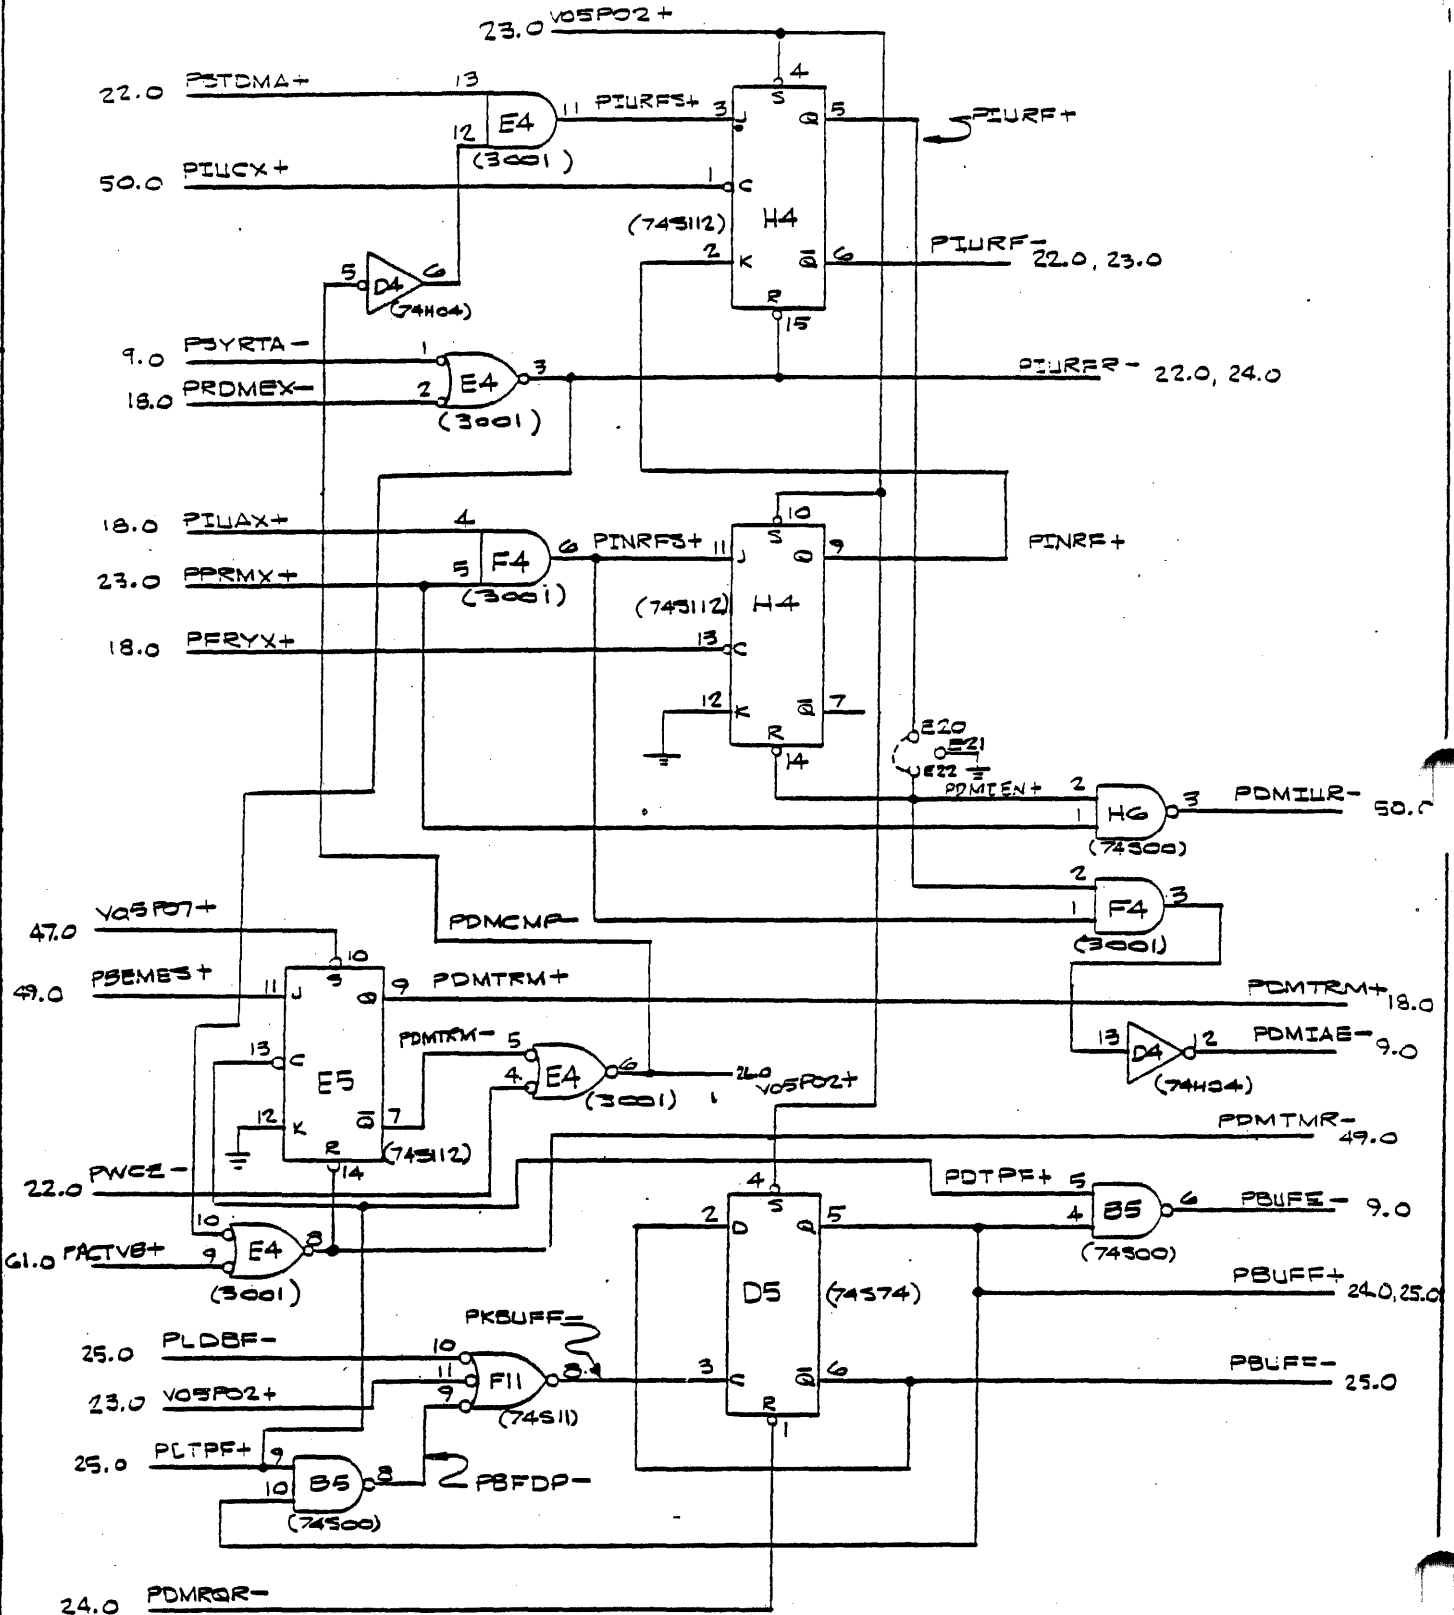 23.0 V05P02+
4
22.0 PSTDMA+ 13
11 PIURFS+ 3 J S Q 5 PIURF+
12 E4
(3001)
50.0 PIUCX+ 1 C
(74S112) H4
2 K Q 6 PIURF- 22.0, 23.0
5 D4 6
(74H04)
R
15
9.0 PSYRTA- 1
E4 3 PIURFR- 22.0, 24.0
18.0 PRDMEX- 2
(3001)
18.0 PIUAX+ 4
10
F4 6 PINRFS+ 11 J S Q 9 PINRF+
23.0 PPRMX+ 5
(3001)
(74S112) H4
18.0 PFRYX+ 13 C
12 K Q 7
R
14
E20
E21
E22
PDMIEN+ 2
H6 3 PDMIUR- 50.
1
(74S00)
2
F4 3
1
(3001)
47.0 V05P07+
PDMCMP-
10
49.0 PSEMES+ 11 J S Q 9 PDMTRM+ PDMTRM+ 18.0
13 C PDMTRM- 5
E5
4 E4 6 26.0
(3001)
V05P02+
13 D4 12 PDMIAE- 9.0
(74H04)
12 K Q 7
R (74S112)
14
PDMTMR- 49.0
22.0 PWCE-
PDTPF+ 5
B5 6 PBUFE- 9.0
4
(74S00)
10
E4 8
61.0 PACTVB+ 9
(3001)
4
2 D S Q 5
D5 (74S74)
PBUFF+ 24.0, 25.0
PKBUFF-
25.0 PLDBF- 10
11 F11 8 3 C Q 6 PBUFF- 25.0
23.0 V05P02+ 9
(74S11)
R
1
25.0 PCTPF+ 9
B5 8 PBFDP-
10
(74S00)
24.0 PDMRQR-